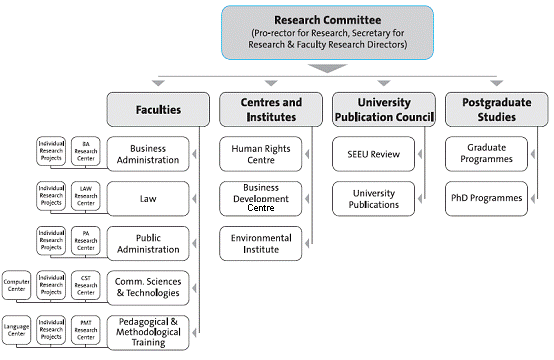 Research Committee
(Pro-rector for Research, Secretary for
Research & Faculty Research Directors)
Faculties
Centres and
Institutes
University
Publication Council
Postgraduate
Studies
Individual
Research
Projects
BA
Research
Center
Business
Administration
Human Rights
Centre
SEEU Review
Graduate
Programmes
Individual
Research
Projects
LAW
Research
Center
Law
Business
Development
Centre
University
Publications
PhD Programmes
Individual
Research
Projects
PA
Research
Center
Public
Administration
Environmental
Institute
Computer
Center
Individual
Research
Projects
CST
Research
Center
Comm. Sciences
& Technologies
Language
Center
Individual
Research
Projects
PMT
Research
Center
Pedagogical &
Methodological
Training